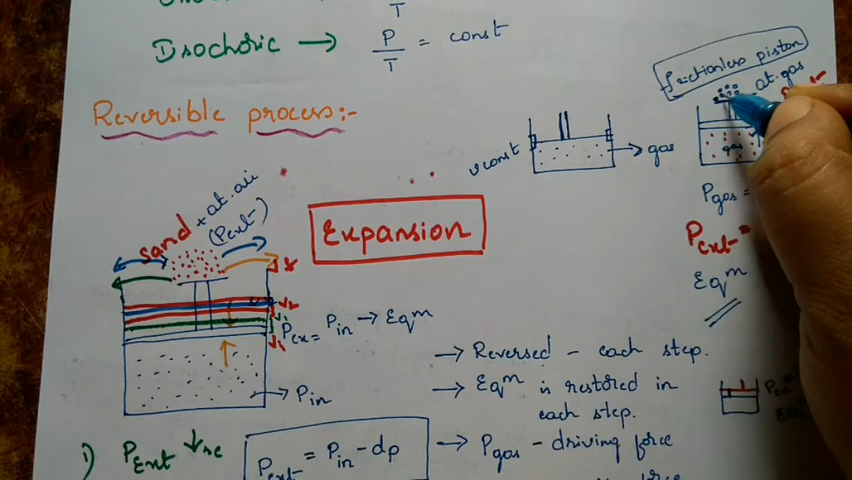 T
Isochoric → P/T = const
Reversible process:-
frictionless piston
at. gas
v const
gas
gas
sand + at. air
(Pext)
Expansion
Pgas =
Pext =
Eqm
Pex = Pin → Eqm
Pin
→ Reversed - each step.
→ Eqm is restored in
each step.
→ Pgas - driving force
i) Pext ↓se
Pext = Pin - dp